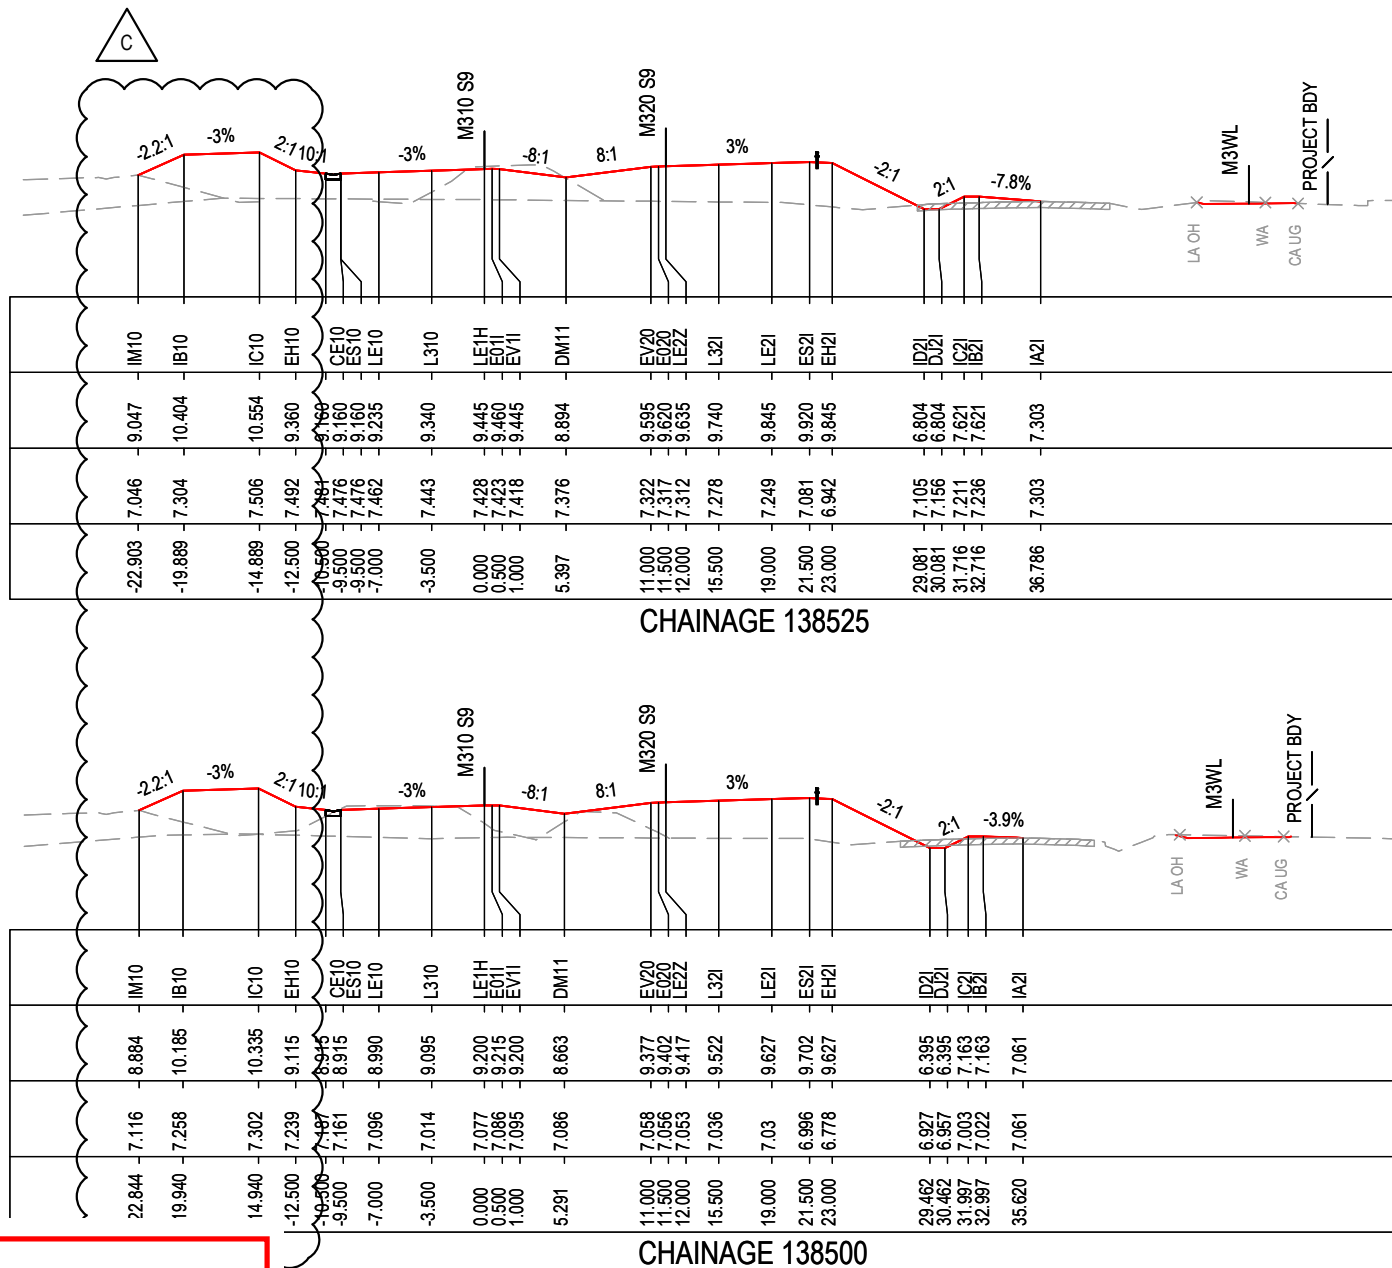 C
-2.2:1 -3% 2:1 10:1 -3% M310 S9 -8:1 8:1 M320 S9 3% -2:1 2:1 -7.8% M3WL PROJECT BDY
LA OH WA CA UG
IM10 IB10 IC10 EH10 CE10 ES10 LE10 L310 LE1H E01I EV1I DM11 EV20 E020 LE2Z L32I LE2I ES2I EH2I ID2I DJ2I IC2I IB2I IA2I
9.047 10.404 10.554 9.360 9.160 9.160 9.160 9.235 9.340 9.445 9.460 9.445 8.894 9.595 9.620 9.635 9.740 9.845 9.920 9.845 6.804 6.804 7.621 7.621 7.303
7.046 7.304 7.506 7.492 7.481 7.476 7.476 7.462 7.443 7.428 7.423 7.418 7.376 7.322 7.317 7.312 7.278 7.249 7.081 6.942 7.105 7.156 7.211 7.236 7.303
-22.903 -19.889 -14.889 -12.500 -10.500 -9.500 -9.500 -7.000 -3.500 0.000 0.500 1.000 5.397 11.000 11.500 12.000 15.500 19.000 21.500 23.000 29.081 30.081 31.716 32.716 36.786
CHAINAGE 138525
-2.2:1 -3% 2:1 10:1 -3% M310 S9 -8:1 8:1 M320 S9 3% -2:1 2:1 -3.9% M3WL PROJECT BDY
LA OH WA CA UG
IM10 IB10 IC10 EH10 CE10 ES10 LE10 L310 LE1H E01I EV1I DM11 EV20 E020 LE2Z L32I LE2I ES2I EH2I ID2I DJ2I IC2I IB2I IA2I
8.884 10.185 10.335 9.115 8.915 8.915 8.990 9.095 9.200 9.215 9.200 8.663 9.377 9.402 9.417 9.522 9.627 9.702 9.627 6.395 6.395 7.163 7.163 7.061
7.116 7.258 7.302 7.239 7.161 7.096 7.014 7.077 7.086 7.095 7.086 7.058 7.056 7.053 7.036 7.03 6.996 6.778 6.927 6.957 7.003 7.022 7.061
22.844 19.940 14.940 -12.500 -10.500 -9.500 -7.000 -3.500 0.000 0.500 1.000 5.291 11.000 11.500 12.000 15.500 19.000 21.500 23.000 29.462 30.462 31.997 32.997 35.620
CHAINAGE 138500